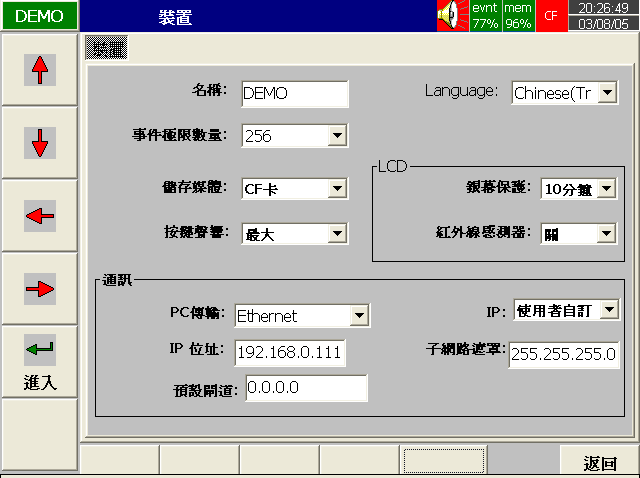 DEMO
裝置
evnt mem
77% 96%
CF
20:26:49
03/08/05
裝置
名稱: DEMO
Language: Chinese(Tr
事件極限數量: 256
LCD
儲存媒體: CF卡
銀幕保護: 10分鐘
按鍵聲響: 最大
紅外線感測器: 關
通訊
PC傳輸: Ethernet
IP: 使用者自訂
IP 位址: 192.168.0.111
子網路遮罩: 255.255.255.0
預設閘道: 0.0.0.0
進入
返回